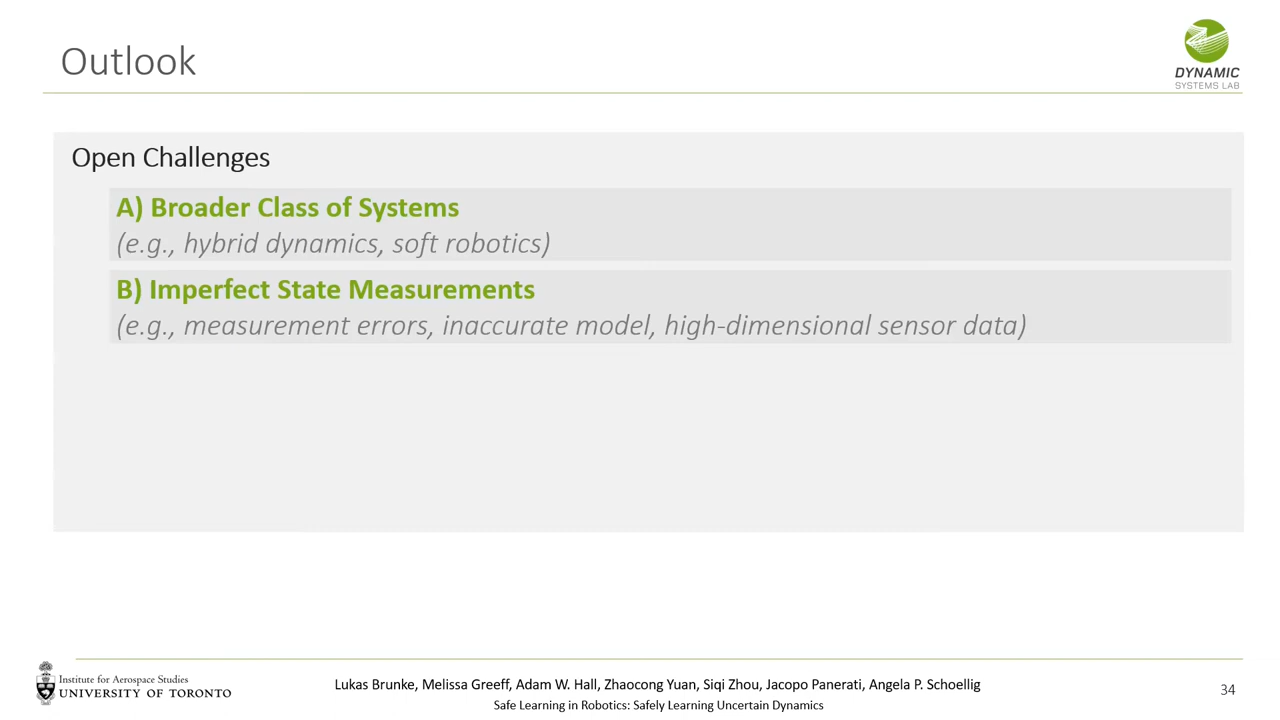 Outlook
DYNAMIC
SYSTEMS LAB
Open Challenges
A) Broader Class of Systems
(e.g., hybrid dynamics, soft robotics)
B) Imperfect State Measurements
(e.g., measurement errors, inaccurate model, high-dimensional sensor data)
Institute for Aerospace Studies
UNIVERSITY OF TORONTO
Lukas Brunke, Melissa Greeff, Adam W. Hall, Zhaocong Yuan, Siqi Zhou, Jacopo Panerati, Angela P. Schoellig
Safe Learning in Robotics: Safely Learning Uncertain Dynamics
34